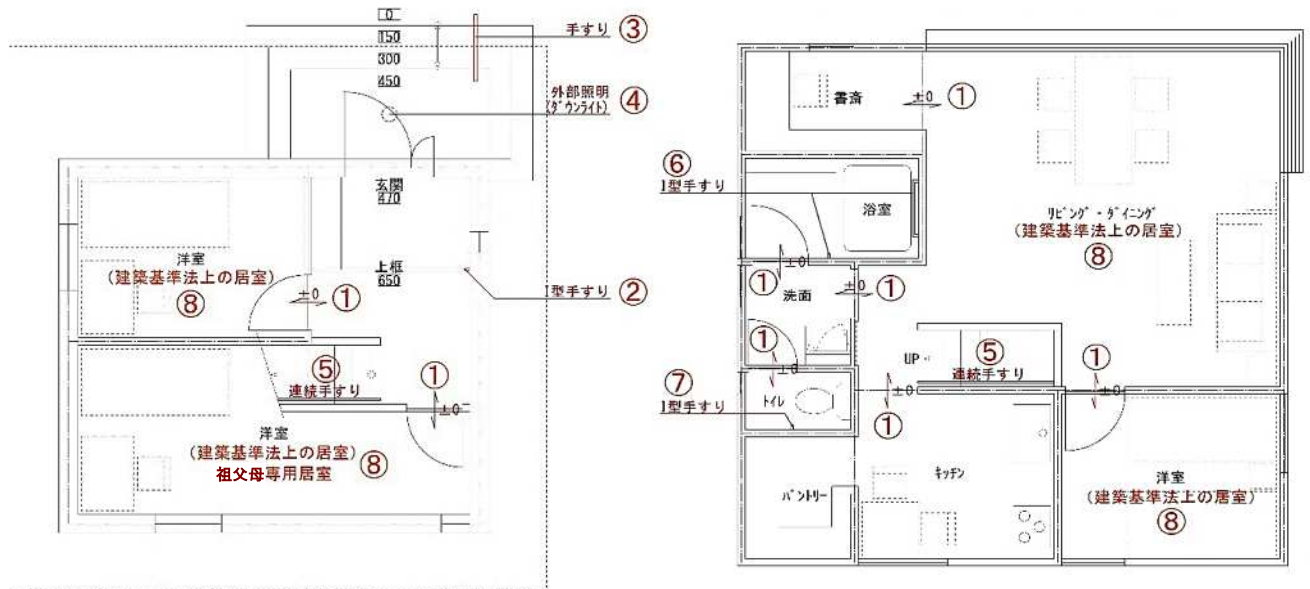 0
150
300
450
手すり ③
外部照明
(ダウンライト) ④
玄関
470
上框
650
I型手すり ②
洋室
(建築基準法上の居室)
⑧
±0 ①
⑤
連続手すり
①
±0
洋室
(建築基準法上の居室)
祖父母専用居室 ⑧
書斎
±0 ①
⑥
I型手すり
浴室
リビング・ダイニング
(建築基準法上の居室)
⑧
① ±0
洗面
±0 ①
①
±0
UP
⑤
連続手すり
⑦
I型手すり
トイレ
±0
①
①
±0
キッチン
パントリー
洋室
(建築基準法上の居室)
⑧